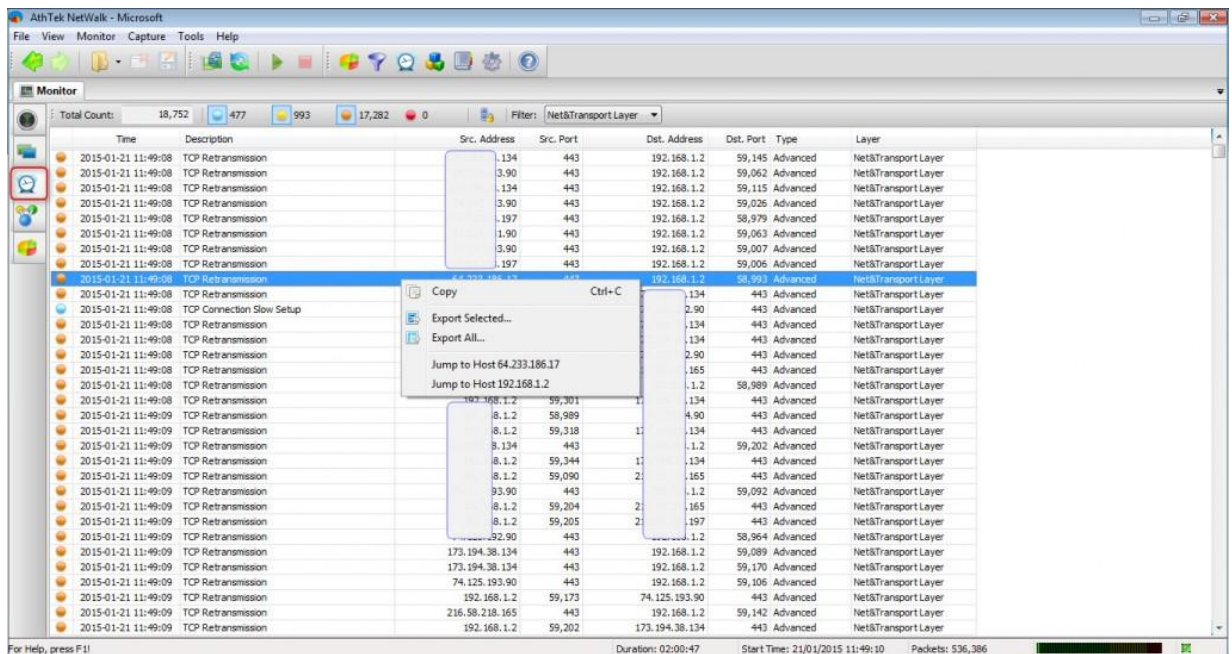 AthTek NetWalk - Microsoft
File View Monitor Capture Tools Help
Monitor
Total Count: 18,752 477 993 17,282 0 Filter: Net&Transport Layer
Time Description Src. Address Src. Port Dst. Address Dst. Port Type Layer
2015-01-21 11:49:08 TCP Retransmission .134 443 192.168.1.2 59,145 Advanced Net&Transport Layer
2015-01-21 11:49:08 TCP Retransmission 3.90 443 192.168.1.2 59,062 Advanced Net&Transport Layer
2015-01-21 11:49:08 TCP Retransmission .134 443 192.168.1.2 59,115 Advanced Net&Transport Layer
2015-01-21 11:49:08 TCP Retransmission 3.90 443 192.168.1.2 59,026 Advanced Net&Transport Layer
2015-01-21 11:49:08 TCP Retransmission .197 443 192.168.1.2 58,979 Advanced Net&Transport Layer
2015-01-21 11:49:08 TCP Retransmission 1.90 443 192.168.1.2 59,063 Advanced Net&Transport Layer
2015-01-21 11:49:08 TCP Retransmission 3.90 443 192.168.1.2 59,007 Advanced Net&Transport Layer
2015-01-21 11:49:08 TCP Retransmission .197 443 192.168.1.2 59,006 Advanced Net&Transport Layer
2015-01-21 11:49:08 TCP Retransmission 64.233.186.17 443 192.168.1.2 58,993 Advanced Net&Transport Layer
2015-01-21 11:49:08 TCP Retransmission .134 443 Advanced Net&Transport Layer
2015-01-21 11:49:08 TCP Connection Slow Setup 2.90 443 Advanced Net&Transport Layer
2015-01-21 11:49:08 TCP Retransmission .134 443 Advanced Net&Transport Layer
2015-01-21 11:49:08 TCP Retransmission .134 443 Advanced Net&Transport Layer
2015-01-21 11:49:08 TCP Retransmission 2.90 443 Advanced Net&Transport Layer
2015-01-21 11:49:08 TCP Retransmission .165 443 Advanced Net&Transport Layer
2015-01-21 11:49:08 TCP Retransmission .1.2 58,989 Advanced Net&Transport Layer
2015-01-21 11:49:08 TCP Retransmission 192.168.1.2 59,301 17 .134 443 Advanced Net&Transport Layer
2015-01-21 11:49:09 TCP Retransmission 8.1.2 58,989 4.90 443 Advanced Net&Transport Layer
2015-01-21 11:49:09 TCP Retransmission 8.1.2 59,318 17 .134 443 Advanced Net&Transport Layer
2015-01-21 11:49:09 TCP Retransmission 8.134 443 .1.2 59,202 Advanced Net&Transport Layer
2015-01-21 11:49:09 TCP Retransmission 8.1.2 59,344 17 .134 443 Advanced Net&Transport Layer
2015-01-21 11:49:09 TCP Retransmission 8.1.2 59,090 2 .165 443 Advanced Net&Transport Layer
2015-01-21 11:49:09 TCP Retransmission 93.90 443 .1.2 59,092 Advanced Net&Transport Layer
2015-01-21 11:49:09 TCP Retransmission 8.1.2 59,204 2 .165 443 Advanced Net&Transport Layer
2015-01-21 11:49:09 TCP Retransmission 8.1.2 59,205 2 .197 443 Advanced Net&Transport Layer
2015-01-21 11:49:09 TCP Retransmission 92.90 443 .1.2 58,964 Advanced Net&Transport Layer
2015-01-21 11:49:09 TCP Retransmission 173.194.38.134 443 192.168.1.2 59,089 Advanced Net&Transport Layer
2015-01-21 11:49:09 TCP Retransmission 173.194.38.134 443 192.168.1.2 59,170 Advanced Net&Transport Layer
2015-01-21 11:49:09 TCP Retransmission 74.125.193.90 443 192.168.1.2 59,106 Advanced Net&Transport Layer
2015-01-21 11:49:09 TCP Retransmission 192.168.1.2 59,173 74.125.193.90 443 Advanced Net&Transport Layer
2015-01-21 11:49:09 TCP Retransmission 216.58.218.165 443 192.168.1.2 59,142 Advanced Net&Transport Layer
2015-01-21 11:49:09 TCP Retransmission 192.168.1.2 59,202 173.194.38.134 443 Advanced Net&Transport Layer
Copy Ctrl+C
Export Selected...
Export All...
Jump to Host 64.233.186.17
Jump to Host 192.168.1.2
For Help, press F1! Duration: 02:00:47 Start Time: 21/01/2015 11:49:10 Packets: 536,386